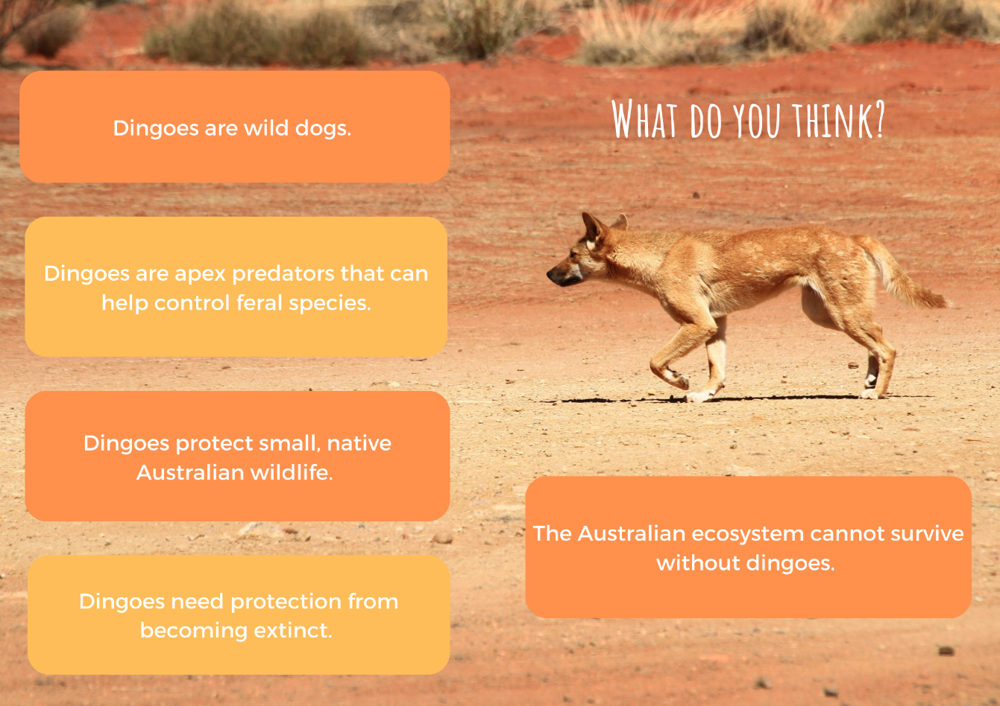 Dingoes are wild dogs.
Dingoes are apex predators that can
help control feral species.
Dingoes protect small, native
Australian wildlife.
Dingoes need protection from
becoming extinct.
What do you think?
The Australian ecosystem cannot survive
without dingoes.